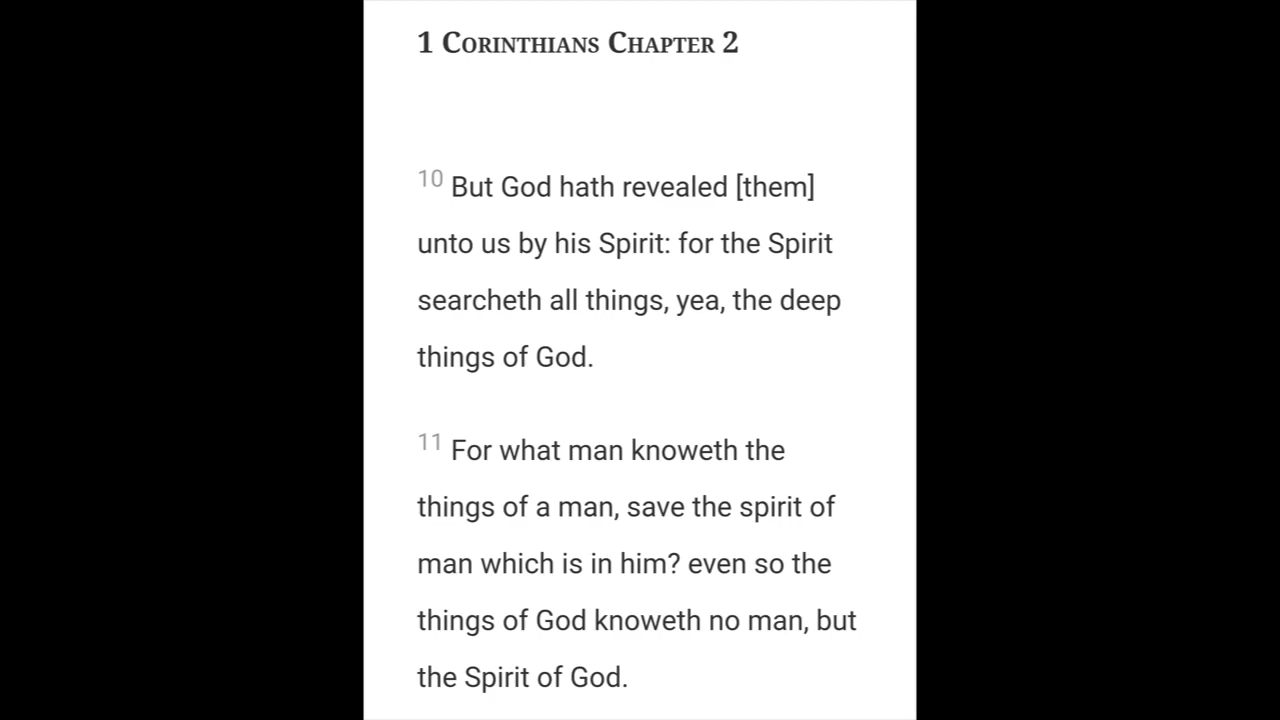 1 Corinthians Chapter 2
10 But God hath revealed [them]
unto us by his Spirit: for the Spirit
searcheth all things, yea, the deep
things of God.
11 For what man knoweth the
things of a man, save the spirit of
man which is in him? even so the
things of God knoweth no man, but
the Spirit of God.